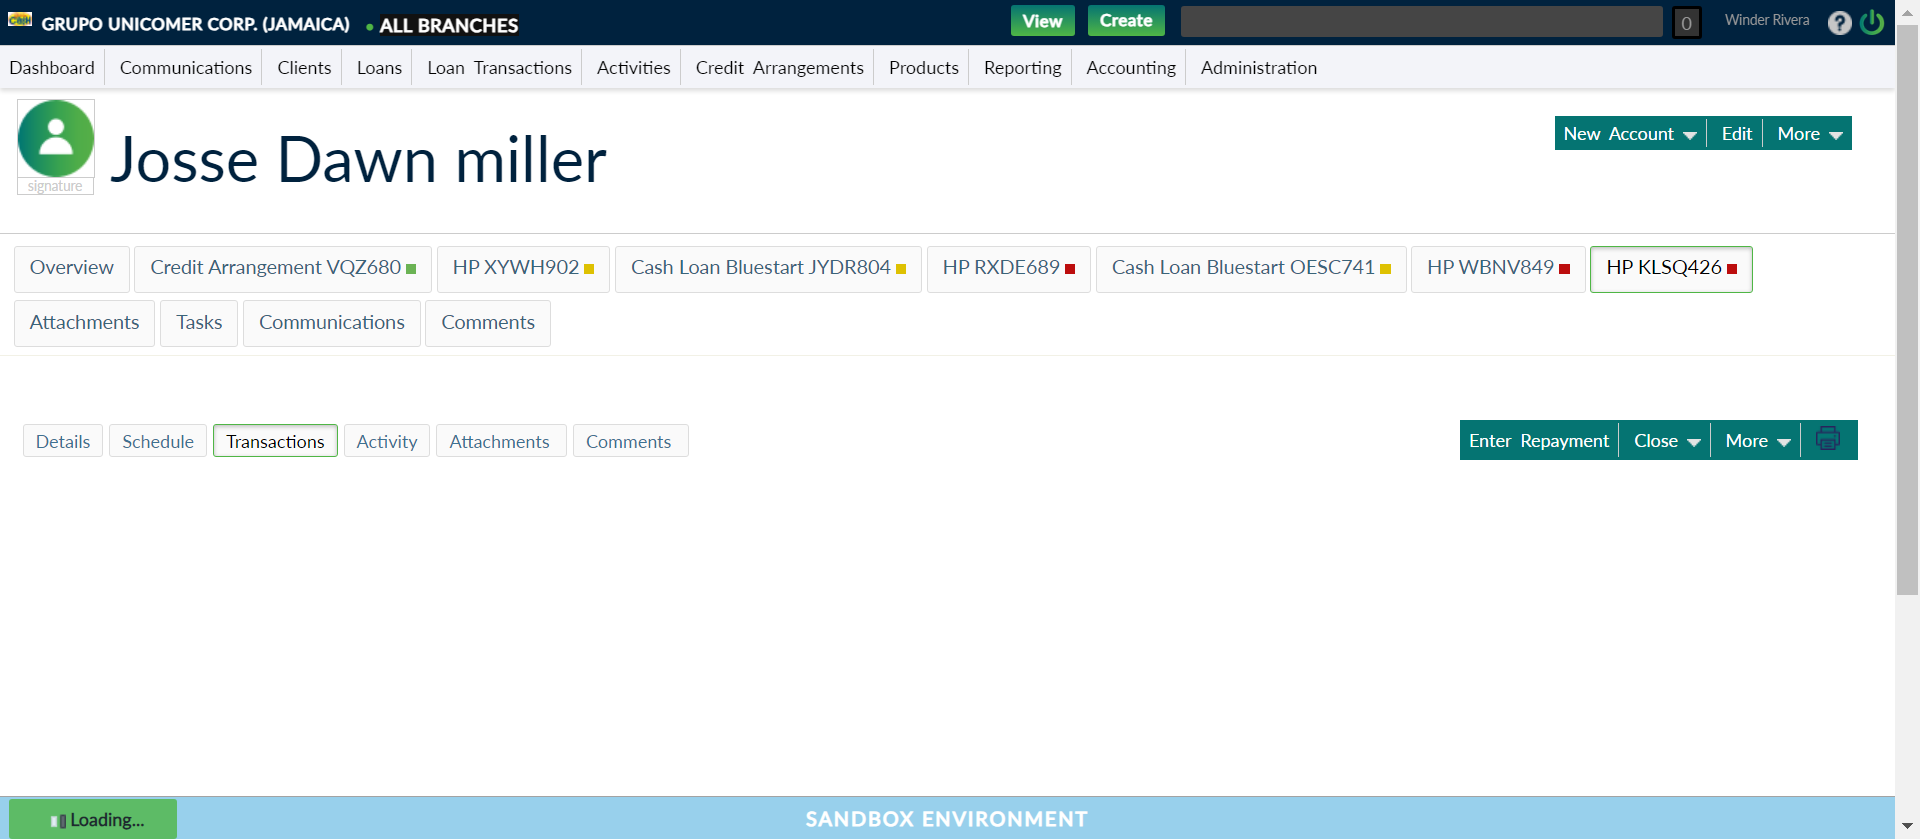 GRUPO UNICOMER CORP. (JAMAICA) ALL BRANCHES View Create 0 Winder Rivera ?
Dashboard Communications Clients Loans Loan Transactions Activities Credit Arrangements Products Reporting Accounting Administration
signature
Josse Dawn miller
New Account Edit More
Overview Credit Arrangement VQZ680 HP XYWH902 Cash Loan Bluestart JYDR804 HP RXDE689 Cash Loan Bluestart OESC741 HP WBNV849 HP KLSQ426
Attachments Tasks Communications Comments
Details Schedule Transactions Activity Attachments Comments Enter Repayment Close More
Loading... SANDBOX ENVIRONMENT